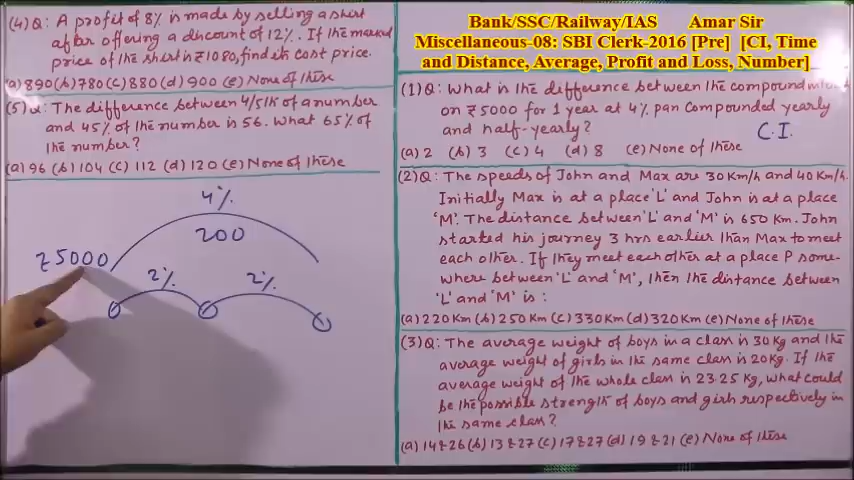 Bank/SSC/Railway/IAS Amar Sir
Miscellaneous-08: SBI Clerk-2016 [Pre] [CI, Time
and Distance, Average, Profit and Loss, Number]
(4)Q: A profit of 8% is made by selling a shirt
after offering a discount of 12%. If the marked
price of the shirt is ₹1080, find its cost price.
(a) 890 (b) 780 (c) 880 (d) 900 (e) None of these
(5)Q: The difference between 4/5th of a number
and 45% of the number is 56. What 65% of
the number?
(a) 96 (b) 104 (c) 112 (d) 120 (e) None of these
4%
200
₹5000
2% 2%
(1)Q: What is the difference between the compound
on ₹5000 for 1 year at 4% pan compounded yearly
and half-yearly?
C.I.
(a) 2 (b) 3 (c) 4 (d) 8 (e) None of these
(2)Q: The speeds of John and Max are 30 Km/h and 40 Km/h.
Initially Max is at a place 'L' and John is at a place
'M'. The distance between 'L' and 'M' is 650 Km. John
started his journey 3 hrs earlier than Max to meet
each other. If they meet each other at a place P some-
where between 'L' and 'M', then the distance between
'L' and 'M' is :
(a) 220 Km (b) 250 Km (c) 330 Km (d) 320 Km (e) None of these
(3)Q: The average weight of boys in a class is 30 Kg and the
average weight of girls in the same class is 20 Kg. If the
average weight of the whole class is 23.25 Kg, what could
be the possible strength of boys and girls respectively in
the same class?
(a) 14 & 26 (b) 13 & 27 (c) 17 & 27 (d) 19 & 21 (e) None of these